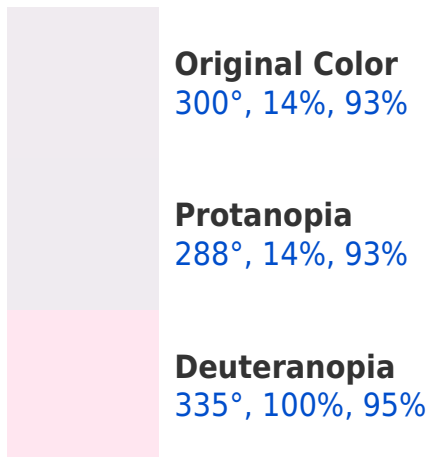 Original Color
300°, 14%, 93%
Protanopia
288°, 14%, 93%
Deuteranopia
335°, 100%, 95%